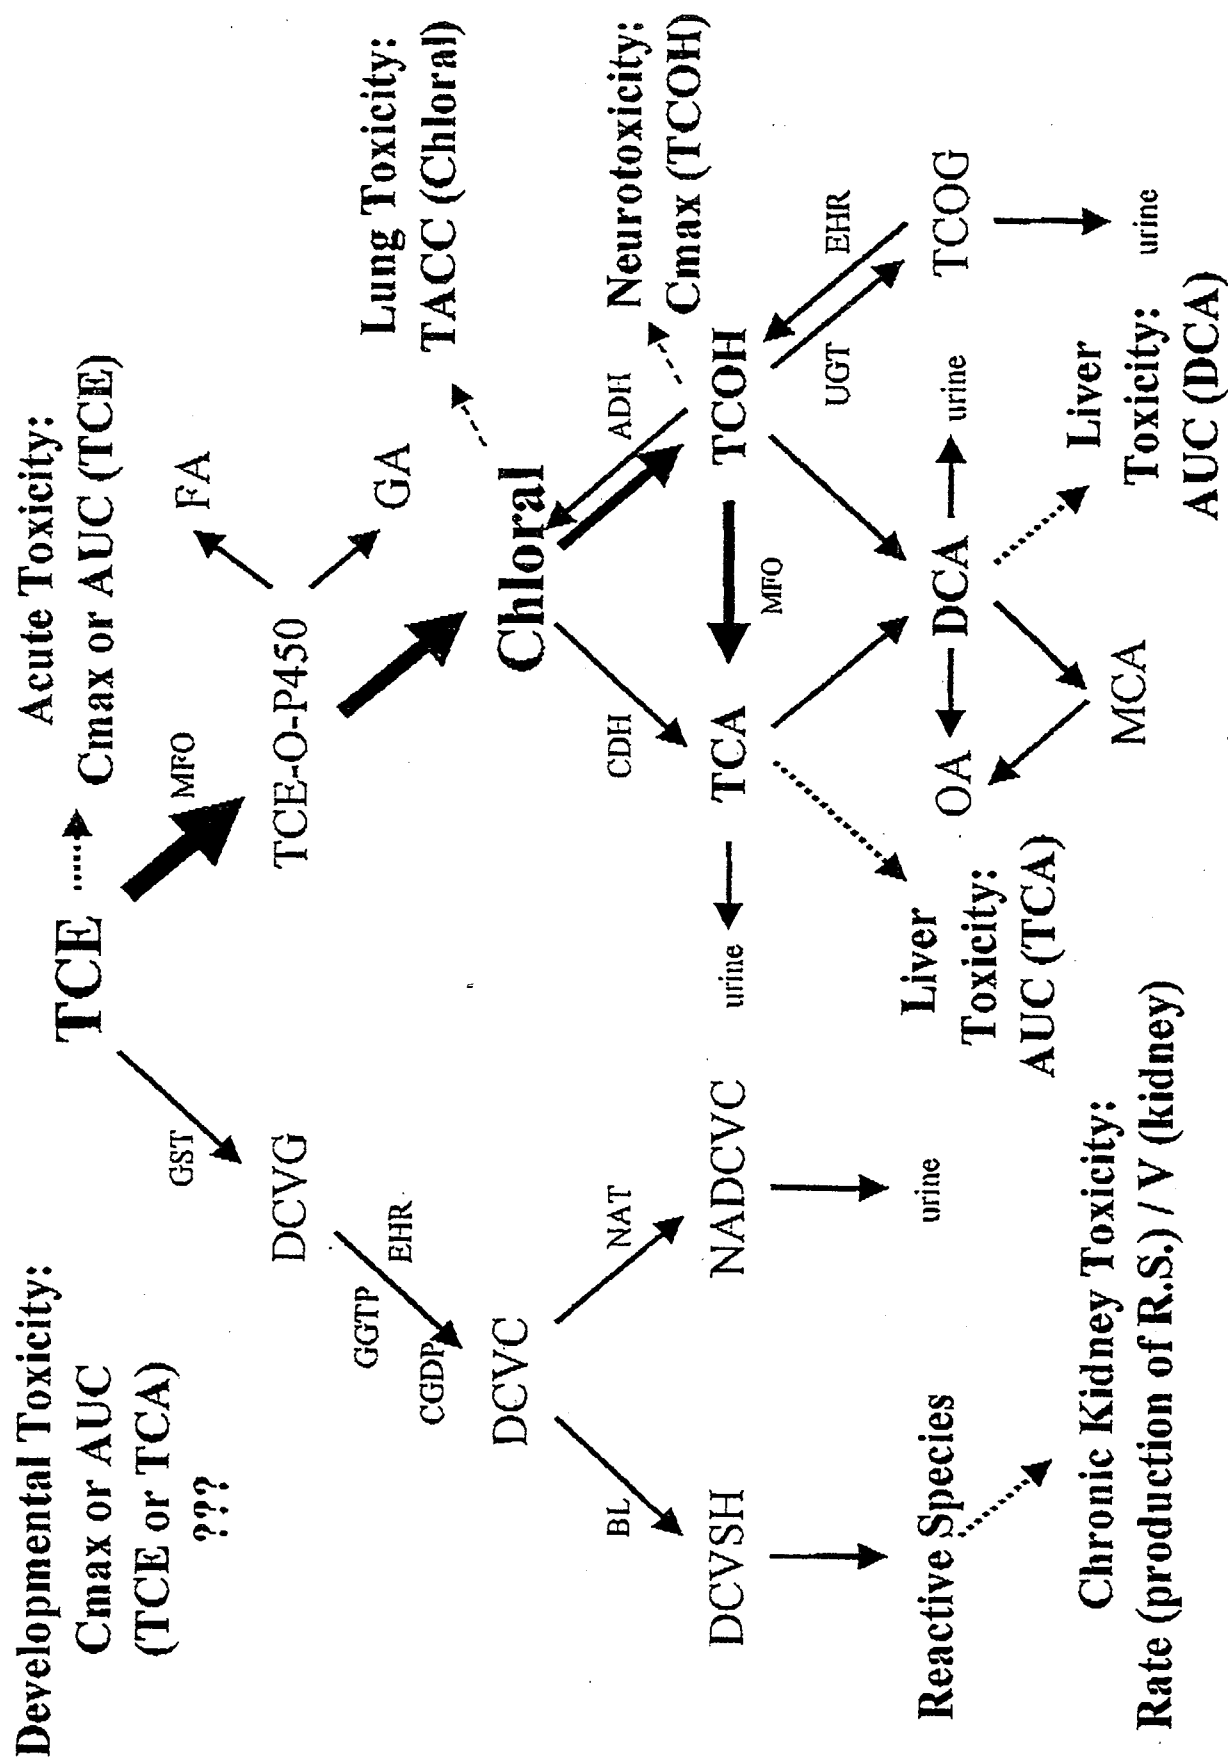 Developmental Toxicity:
Cmax or AUC
(TCE or TCA)
???
TCE
Acute Toxicity:
Cmax or AUC (TCE)
GST
MFO
DCVG
TCE-O-P450
FA
GA
GGTP
EHR
CGDP
Lung Toxicity:
TACC (Chloral)
DCVC
Chloral
BL
NAT
CDH
ADH
Neurotoxicity:
Cmax (TCOH)
DCVSH
NADCVC
urine
TCA
MFO
TCOH
UGT
EHR
Reactive Species
urine
Liver
Toxicity:
AUC (TCA)
OA
DCA
urine
TCOG
MCA
Liver
Toxicity:
AUC (DCA)
urine
Chronic Kidney Toxicity:
Rate (production of R.S.) / V (kidney)